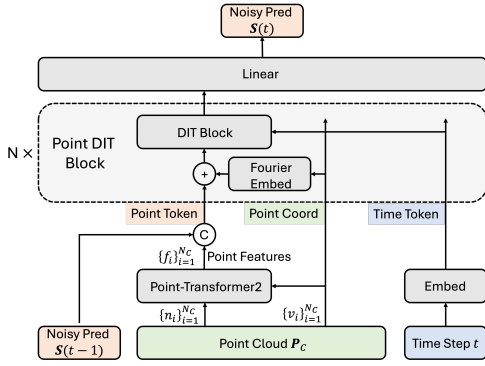 Noisy Pred
S(t)
Linear
N ×
Point DIT
Block
DIT Block
+
Fourier
Embed
Point Token
Point Coord
Time Token
C
{f_i}_{i=1}^{N_C}
Point Features
Point-Transformer2
Embed
{n_i}_{i=1}^{N_C}
{v_i}_{i=1}^{N_C}
Noisy Pred
S(t − 1)
Point Cloud P_C
Time Step t